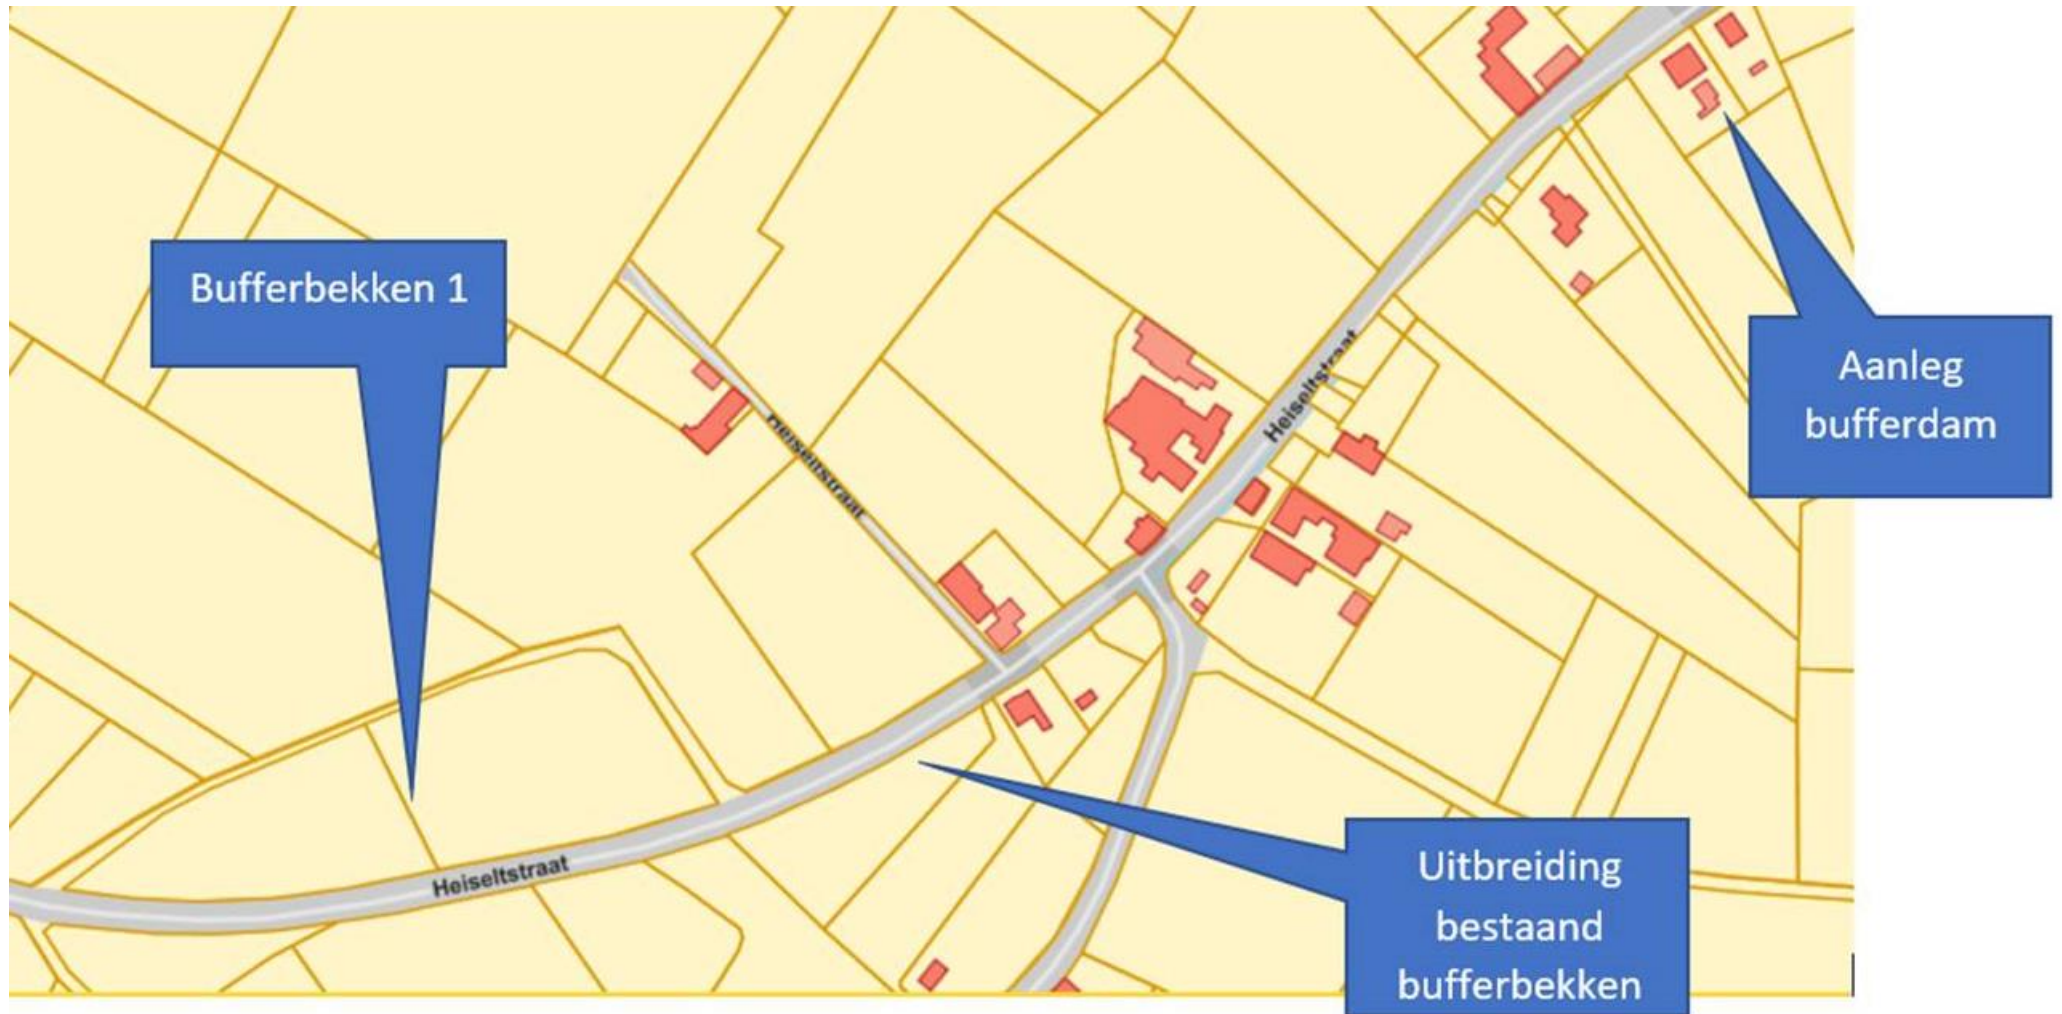 Bufferbekken 1
Heiseltstraat
Aanleg
bufferdam
Heiseltstraat
Heiseltstraat
Uitbreiding
bestaand
bufferbekken